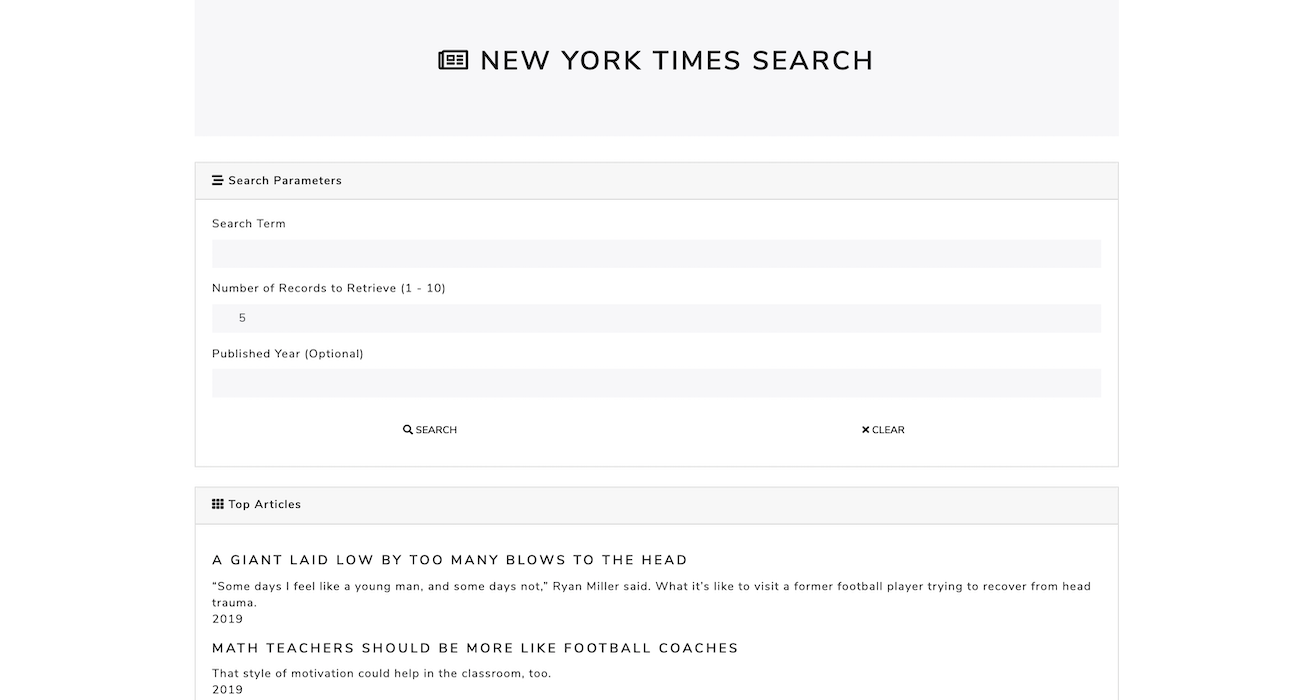 NEW YORK TIMES SEARCH
Search Parameters
Search Term
Number of Records to Retrieve (1 - 10)
5
Published Year (Optional)
SEARCH
CLEAR
Top Articles
A GIANT LAID LOW BY TOO MANY BLOWS TO THE HEAD
“Some days I feel like a young man, and some days not,” Ryan Miller said. What it’s like to visit a former football player trying to recover from head
trauma.
2019
MATH TEACHERS SHOULD BE MORE LIKE FOOTBALL COACHES
That style of motivation could help in the classroom, too.
2019